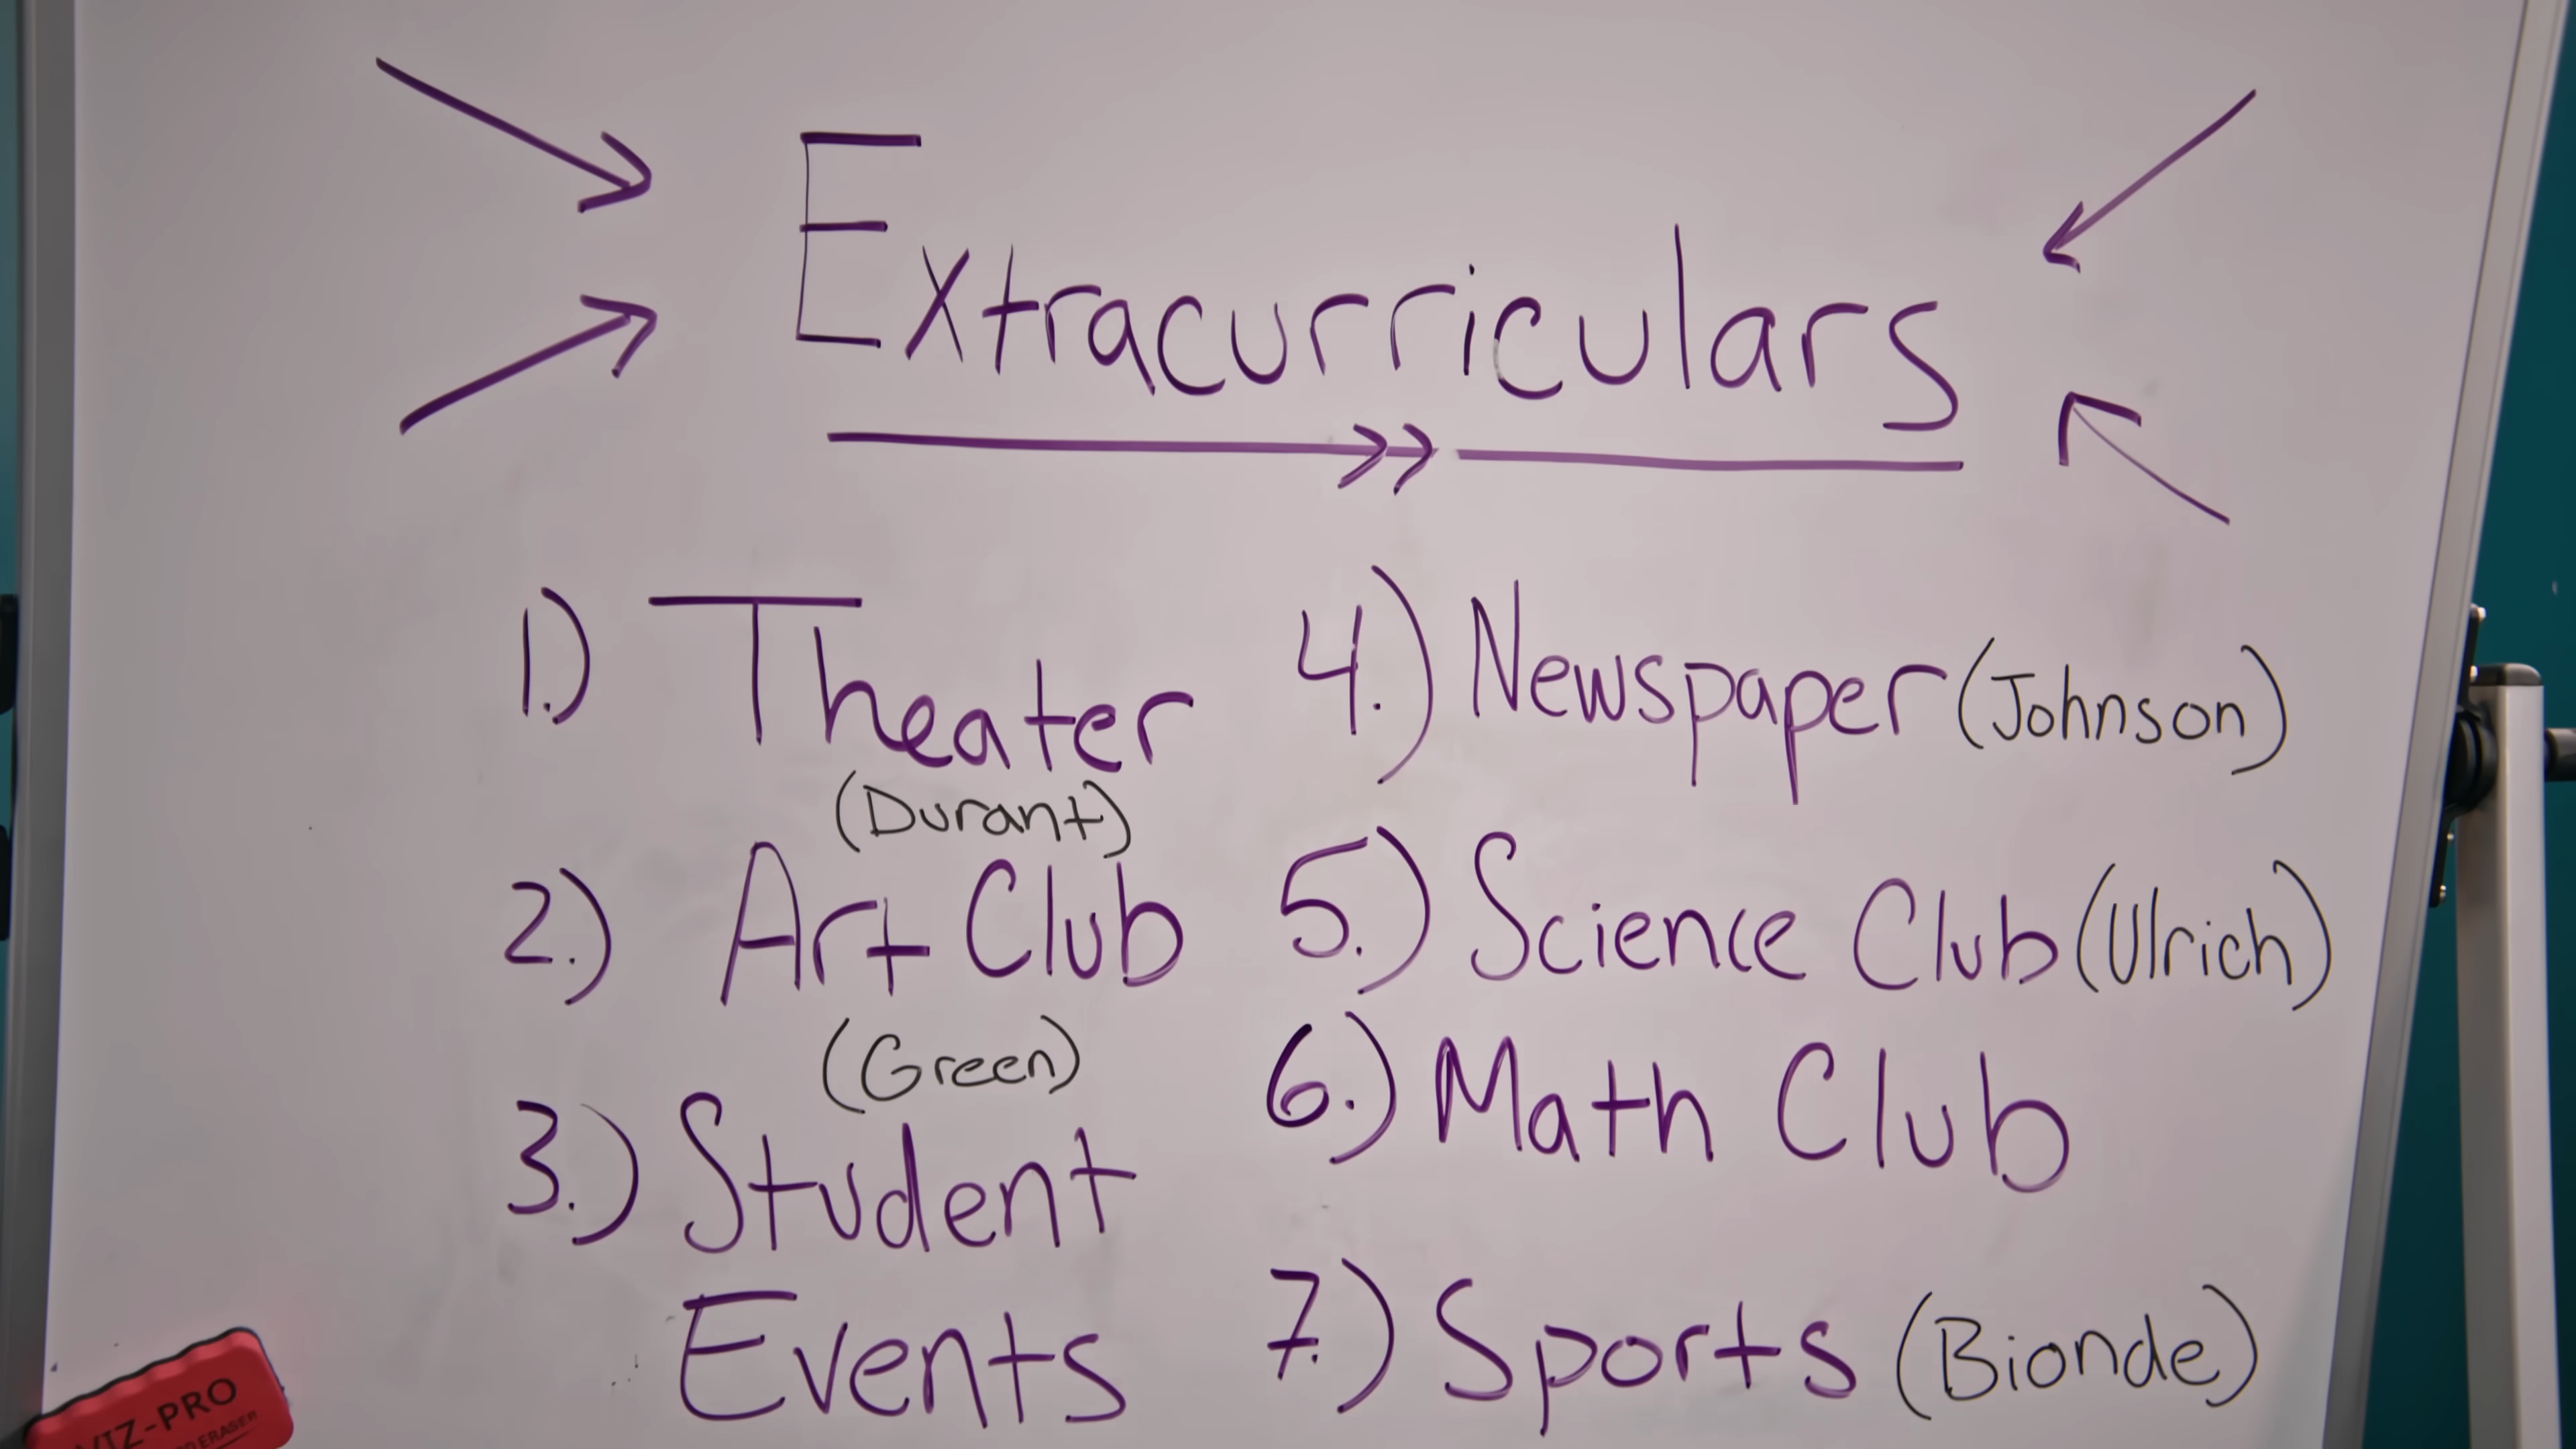 Extracurriculars
1.) Theater
(Durant)
2.) Art Club
(Green)
3.) Student
Events
4.) Newspaper (Johnson)
5.) Science Club (Ulrich)
6.) Math Club
7.) Sports (Bionde)
VIZ-PRO
ERASER